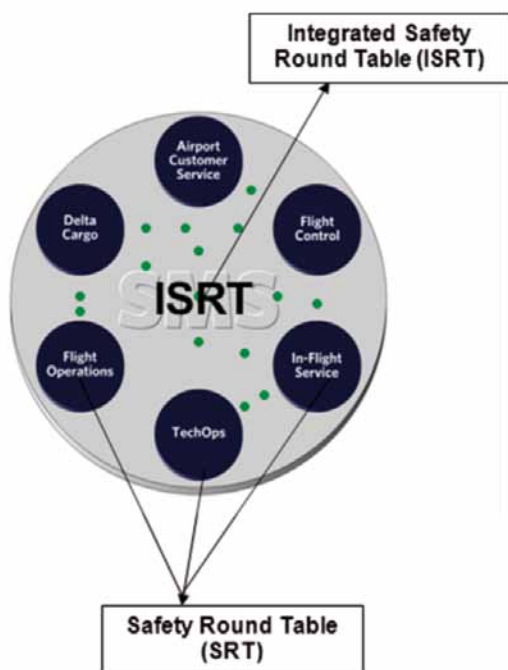 Integrated Safety
Round Table (ISRT)
Airport
Customer
Service
Delta
Cargo
Flight
Control
SMS
ISRT
Flight
Operations
In-Flight
Service
TechOps
Safety Round Table
(SRT)